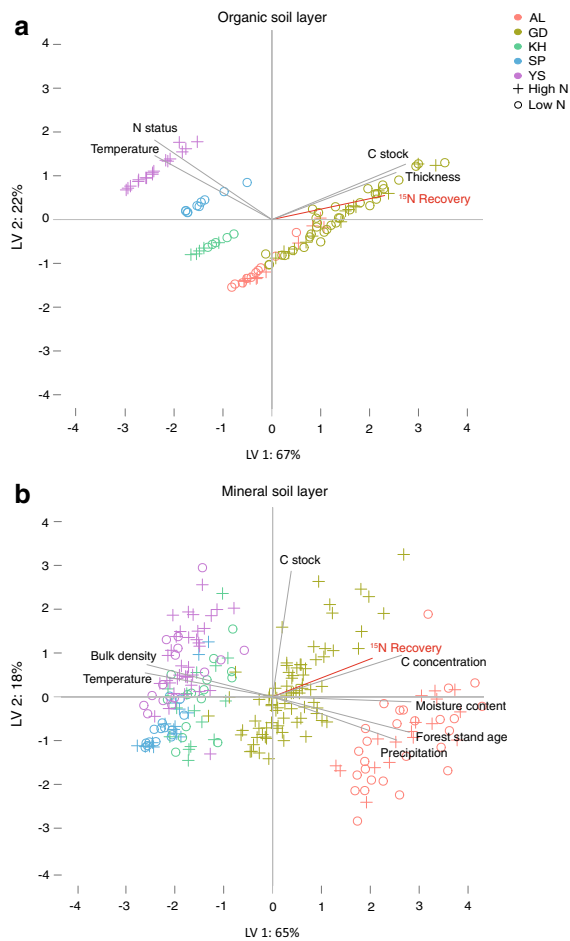 a
Organic soil layer
AL
GD
KH
SP
YS
High N
Low N
4
3
2
1
0
-1
-2
-3
-4
LV 2: 22%
N status
Temperature
C stock
Thickness
15N Recovery
-4 -3 -2 -1 0 1 2 3 4
LV 1: 67%
b
Mineral soil layer
4
3
2
1
0
-1
-2
-3
-4
LV 2: 18%
C stock
Bulk density
Temperature
15N Recovery
C concentration
Moisture content
Forest stand age
Precipitation
-4 -3 -2 -1 0 1 2 3 4
LV 1: 65%